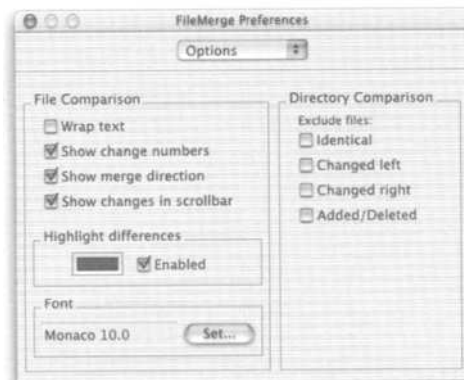 FileMerge Preferences
Options
File Comparison
Wrap text
Show change numbers
Show merge direction
Show changes in scrollbar
Highlight differences
Enabled
Font
Monaco 10.0
Set...
Directory Comparison
Exclude files:
Identical
Changed left
Changed right
Added/Deleted